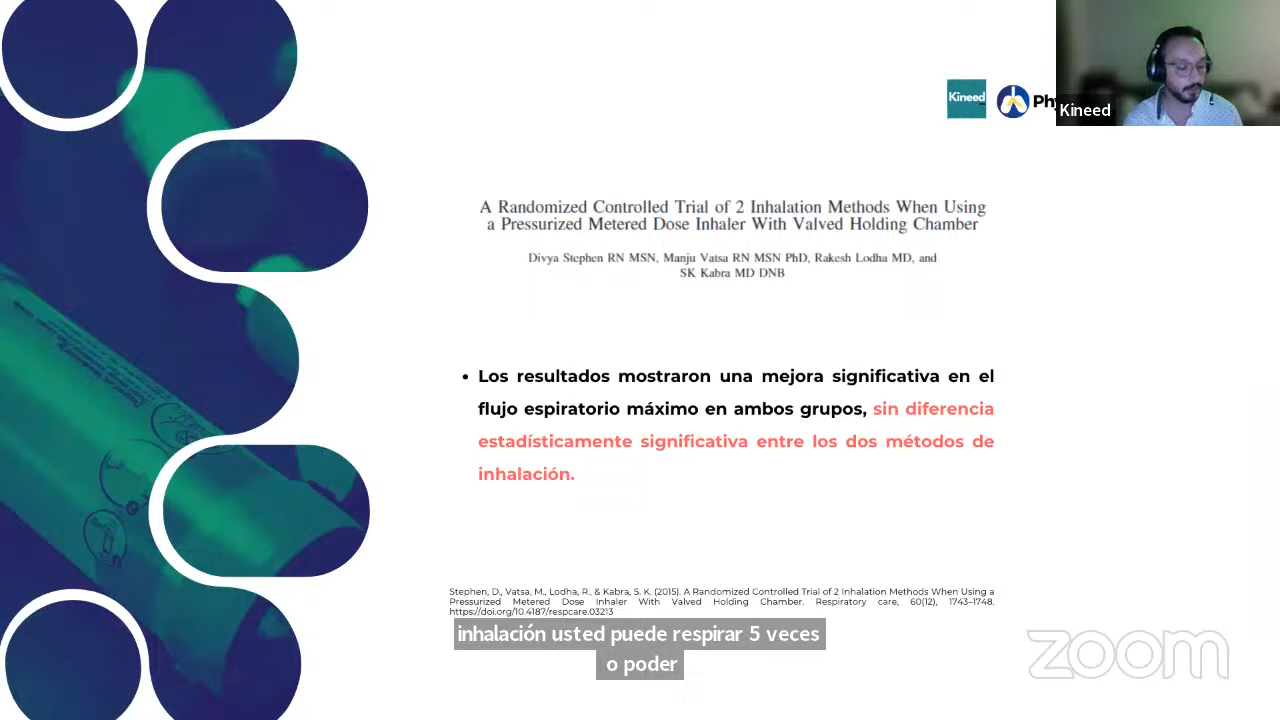 Kineed
Phy
Kineed
A Randomized Controlled Trial of 2 Inhalation Methods When Using
a Pressurized Metered Dose Inhaler With Valved Holding Chamber
Divya Stephen RN MSN, Manju Vatsa RN MSN PhD, Rakesh Lodha MD, and
SK Kabra MD DNB
• Los resultados mostraron una mejora significativa en el
flujo espiratorio máximo en ambos grupos, sin diferencia
estadísticamente significativa entre los dos métodos de
inhalación.
Stephen, D., Vatsa, M., Lodha, R., & Kabra, S. K. (2015). A Randomized Controlled Trial of 2 Inhalation Methods When Using a
Pressurized Metered Dose Inhaler With Valved Holding Chamber. Respiratory care, 60(12), 1743–1748.
https://doi.org/10.4187/respcare.03213
inhalación usted puede respirar 5 veces
o poder
zoom